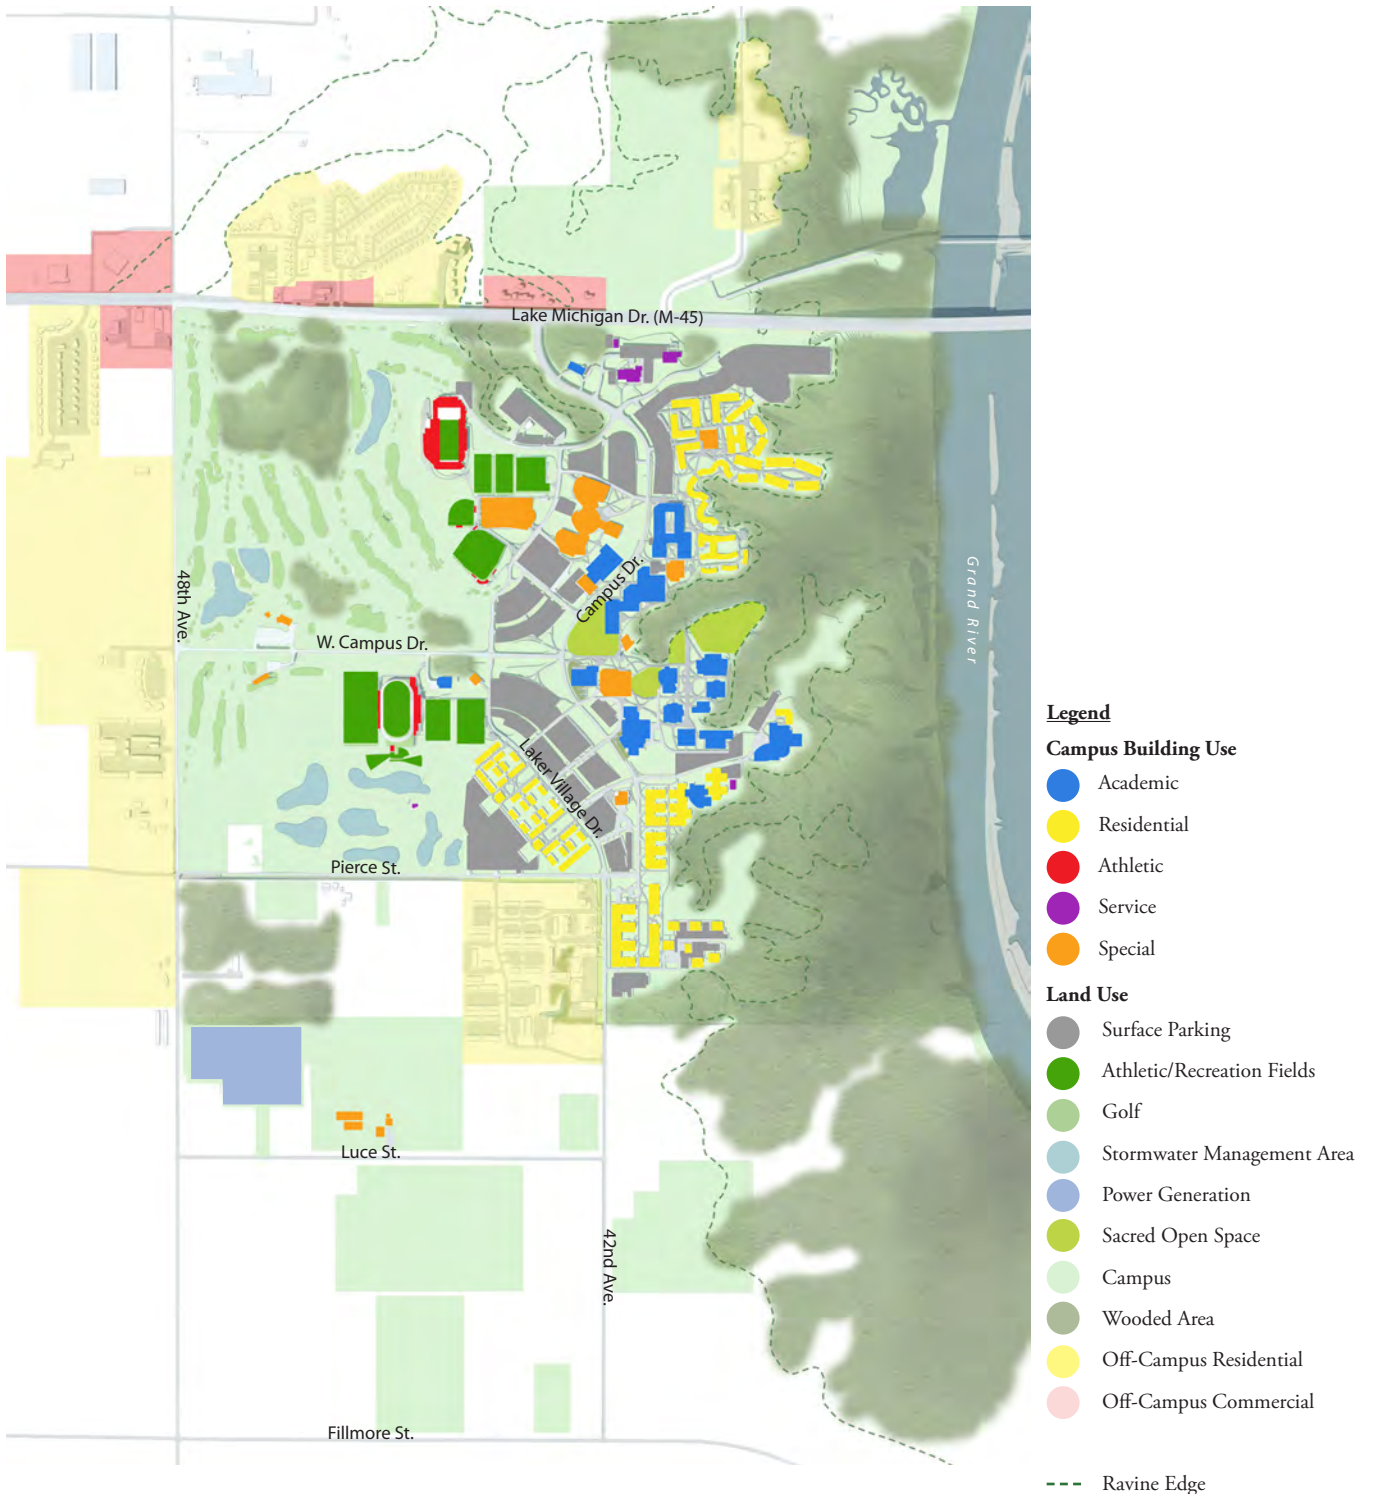 Lake Michigan Dr. (M-45)
48th Ave.
Campus Dr.
Grand River
W. Campus Dr.
Laker Village Dr.
Pierce St.
Luce St.
42nd Ave.
Fillmore St.
Legend
Campus Building Use
Academic
Residential
Athletic
Service
Special
Land Use
Surface Parking
Athletic/Recreation Fields
Golf
Stormwater Management Area
Power Generation
Sacred Open Space
Campus
Wooded Area
Off-Campus Residential
Off-Campus Commercial
Ravine Edge